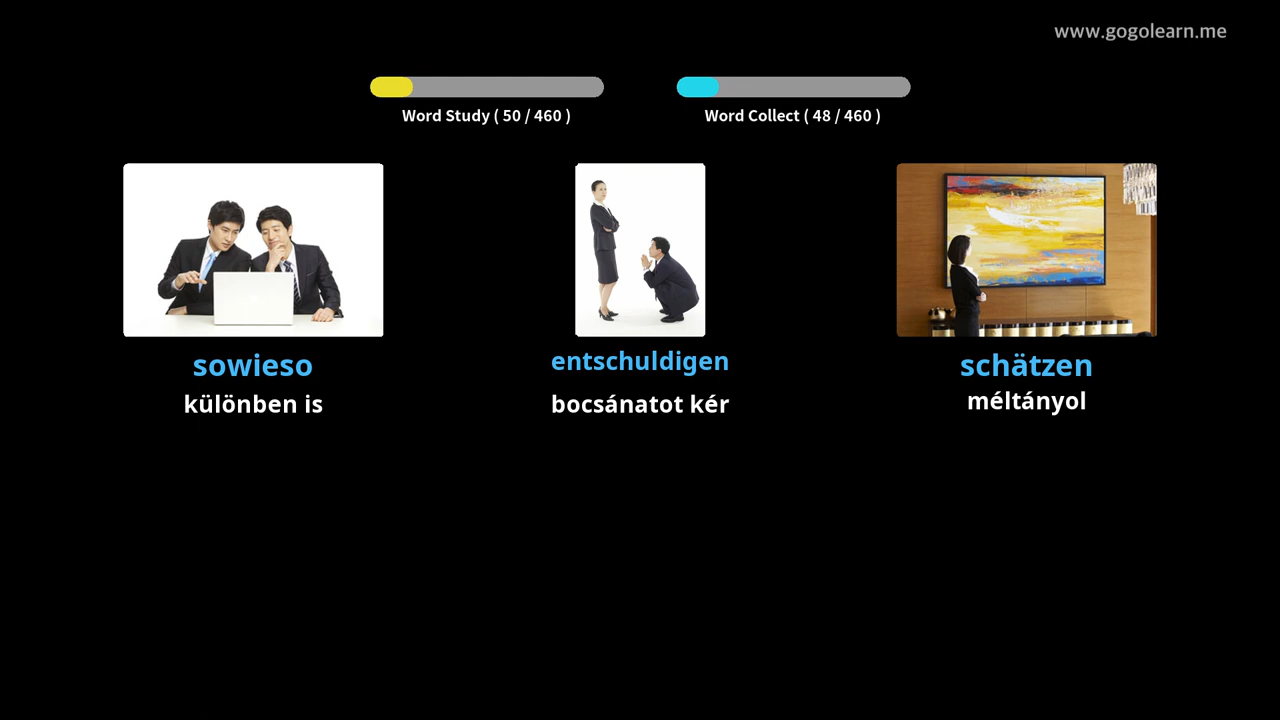 www.gogolearn.me
Word Study ( 50 / 460 )
Word Collect ( 48 / 460 )
sowieso
különben is
entschuldigen
bocsánatot kér
schätzen
méltányol